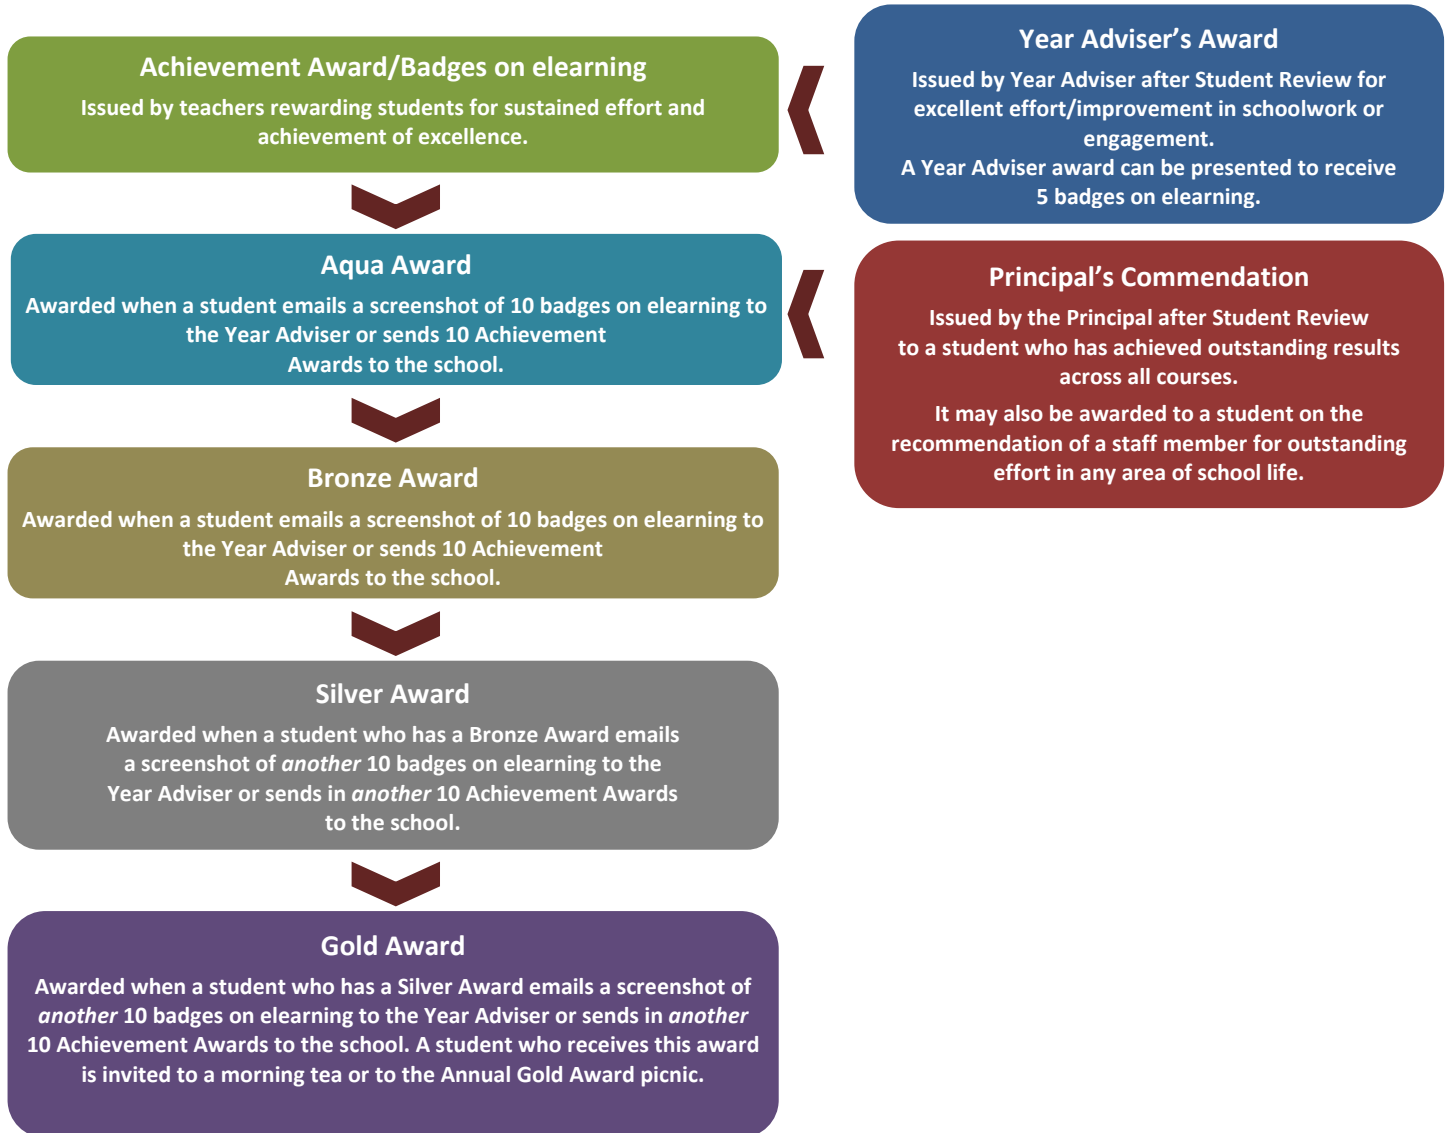 Achievement Award/Badges on elearning
Issued by teachers rewarding students for sustained effort and
achievement of excellence.
Year Adviser’s Award
Issued by Year Adviser after Student Review for
excellent effort/improvement in schoolwork or
engagement.
A Year Adviser award can be presented to receive
5 badges on elearning.
Aqua Award
Awarded when a student emails a screenshot of 10 badges on elearning to
the Year Adviser or sends 10 Achievement
Awards to the school.
Principal’s Commendation
Issued by the Principal after Student Review
to a student who has achieved outstanding results
across all courses.
It may also be awarded to a student on the
recommendation of a staff member for outstanding
effort in any area of school life.
Bronze Award
Awarded when a student emails a screenshot of 10 badges on elearning to
the Year Adviser or sends 10 Achievement
Awards to the school.
Silver Award
Awarded when a student who has a Bronze Award emails
a screenshot of another 10 badges on elearning to the
Year Adviser or sends in another 10 Achievement Awards
to the school.
Gold Award
Awarded when a student who has a Silver Award emails a screenshot of
another 10 badges on elearning to the Year Adviser or sends in another
10 Achievement Awards to the school. A student who receives this award
is invited to a morning tea or to the Annual Gold Award picnic.